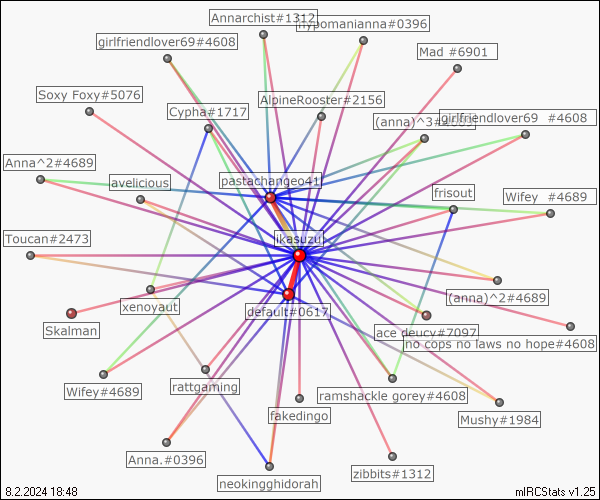 Annarchist#1312
hypomanianna#0396
girlfriendlover69#4608
Mad #6901
Soxy Foxy#5076
AlpineRooster#2156
Cypha#1717
(anna)^3#4689
girlfriendlover69 #4608
Anna^2#4689
avelicious
pastachangeo41
frisout
Wifey #4689
Toucan#2473
ikasuzu
(anna)^2#4689
xenoyaut
default#0617
Skalman
ace deucy#7097
no cops no laws no hope#4608
Wifey#4689
rattgaming
ramshackle gorey#4608
fakedingo
Mushy#1984
Anna.#0396
zibbits#1312
neokingghidorah
8.2.2024 18:48
mIRCStats v1.25